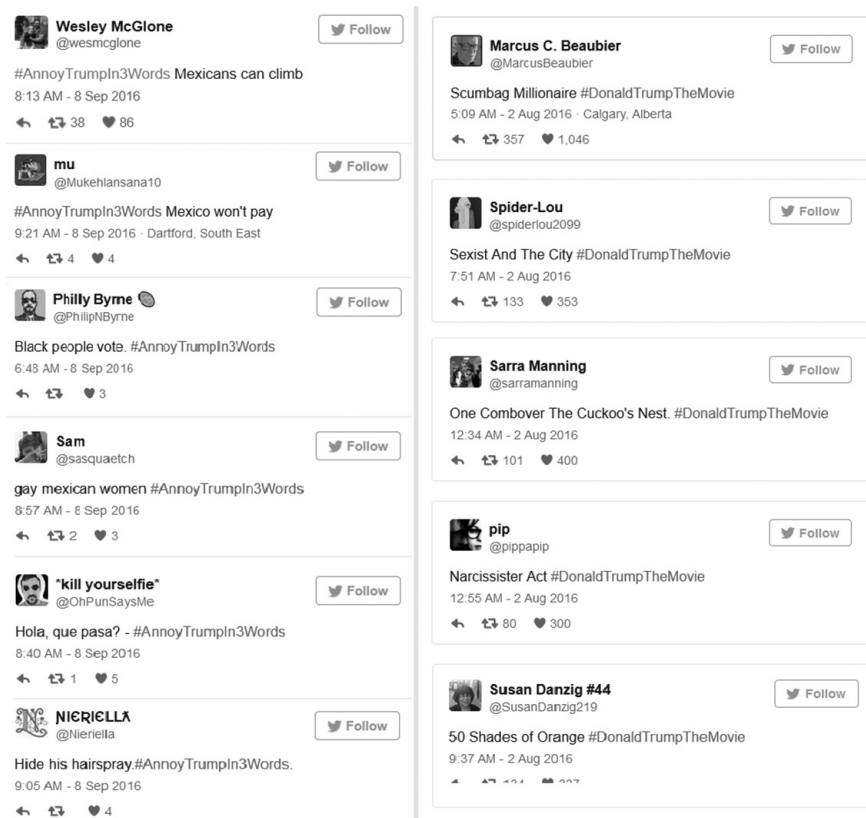 Wesley McGlone
Follow
@wesmcglone
#AnnoyTrumpIn3Words Mexicans can climb
8:13 AM - 8 Sep 2016
38 86
mu
Follow
@Mukehlansana10
#AnnoyTrumpIn3Words Mexico won't pay
9:21 AM - 8 Sep 2016 · Dartford, South East
4 4
Philly Byrne
Follow
@PhilipNByrne
Black people vote. #AnnoyTrumpIn3Words
6:48 AM - 8 Sep 2016
3
Sam
Follow
@sasquaetch
gay mexican women #AnnoyTrumpIn3Words
8:57 AM - 8 Sep 2016
2 3
*kill yourselfie*
Follow
@OhPunSaysMe
Hola, que pasa? - #AnnoyTrumpIn3Words
8:40 AM - 8 Sep 2016
1 5
NIЄRIЄLLΛ
Follow
@Nieriella
Hide his hairspray.#AnnoyTrumpIn3Words.
9:05 AM - 8 Sep 2016
4
Marcus C. Beaubier
Follow
@MarcusBeaubier
Scumbag Millionaire #DonaldTrumpTheMovie
5:09 AM - 2 Aug 2016 · Calgary, Alberta
357 1,046
Spider-Lou
Follow
@spiderlou2099
Sexist And The City #DonaldTrumpTheMovie
7:51 AM - 2 Aug 2016
133 353
Sarra Manning
Follow
@sarramanning
One Combover The Cuckoo's Nest. #DonaldTrumpTheMovie
12:34 AM - 2 Aug 2016
101 400
pip
Follow
@pippapip
Narcissister Act #DonaldTrumpTheMovie
12:55 AM - 2 Aug 2016
80 300
Susan Danzig #44
Follow
@SusanDanzig219
50 Shades of Orange #DonaldTrumpTheMovie
9:37 AM - 2 Aug 2016